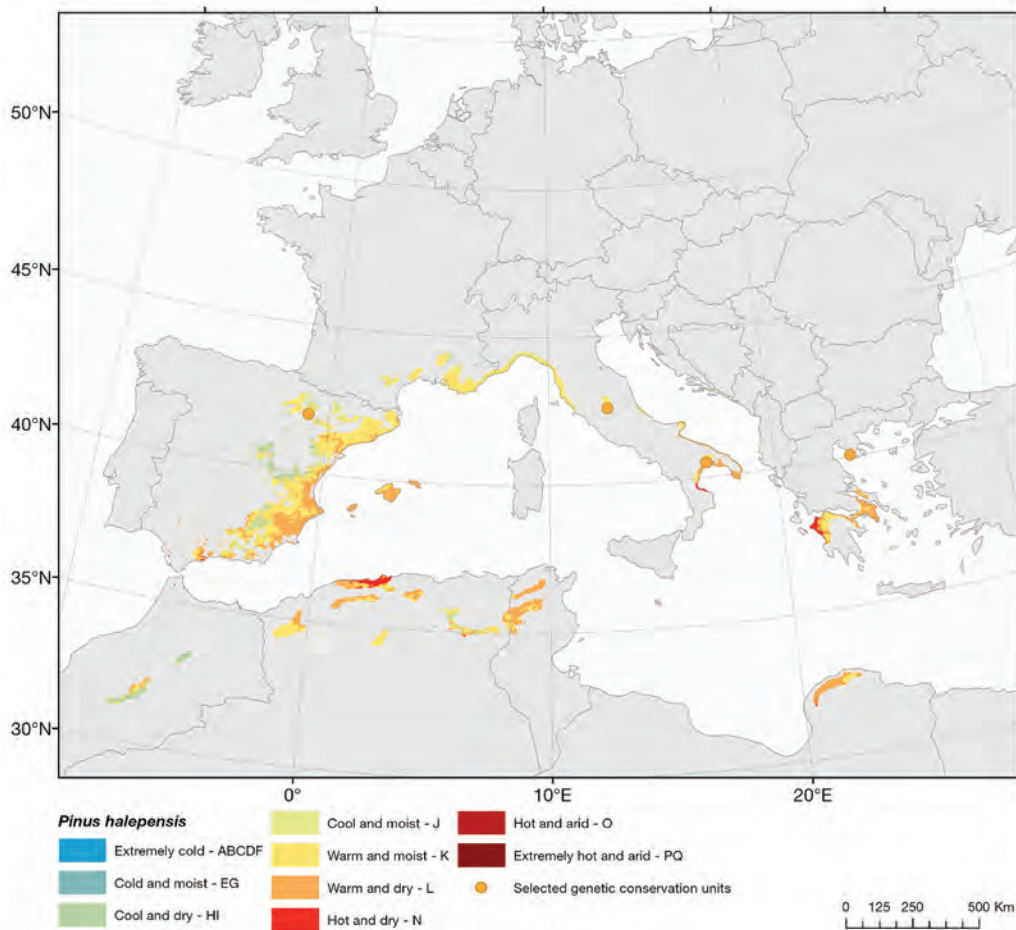 50°N
45°N
40°N
35°N
30°N
0°
10°E
20°E
Pinus halepensis
Extremely cold - ABCDF
Cold and moist - EG
Cool and dry - HI
Cool and moist - J
Warm and moist - K
Warm and dry - L
Hot and dry - N
Hot and arid - O
Extremely hot and arid - PQ
Selected genetic conservation units
0 125 250 500 Km